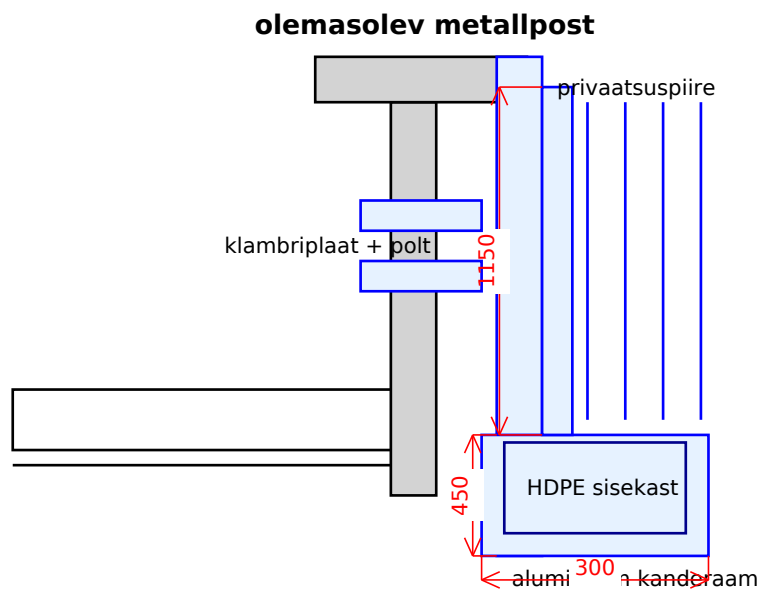 olemasolev metallpost
privaatsuspiire
klambriplaat + polt
1150
HDPE sisekast
450
300
kanderaam